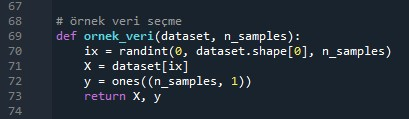 67
68 # örnek veri seçme
69 def ornek_veri(dataset, n_samples):
70     ix = randint(0, dataset.shape[0], n_samples)
71     X = dataset[ix]
72     y = ones((n_samples, 1))
73     return X, y
74